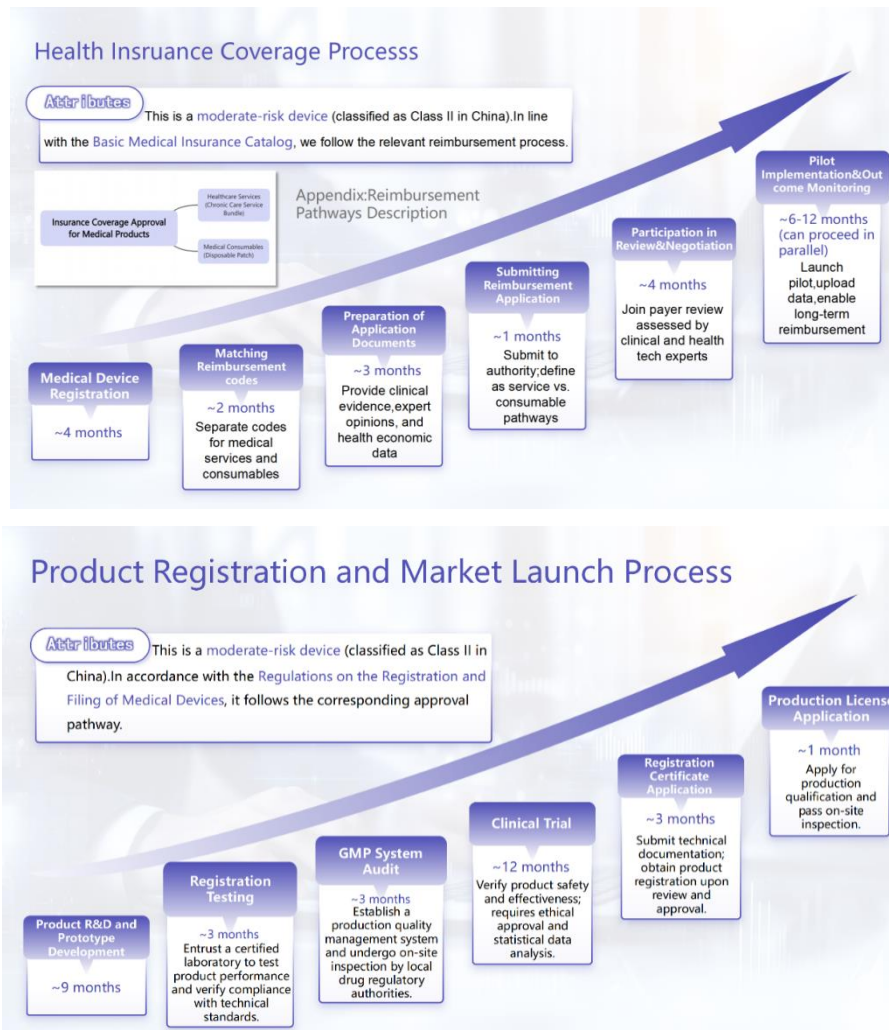 Health Insruance Coverage Processs
Attributes
This is a moderate-risk device (classified as Class II in China).In line
with the Basic Medical Insurance Catalog, we follow the relevant reimbursement process.
Insurance Coverage Approval
for Medical Products
Healthcare Services
(Chronic Care Service
Bundle)
Medical Consumables
(Disposable Patch)
Appendix:Reimbursement
Pathways Description
Medical Device
Registration
~4 months
Matching
Reimbursement
codes
~2 months
Separate codes
for medical
services and
consumables
Preparation of
Application
Documents
~3 months
Provide clinical
evidence,expert
opinions, and
health economic
data
Submitting
Reimbursement
Application
~1 months
Submit to
authority;define
as service vs.
consumable
pathways
Participation in
Review&Negotiation
~4 months
Join payer review
assessed by
clinical and health
tech experts
Pilot
Implementation&Out
come Monitoring
~6-12 months
(can proceed in
parallel)
Launch
pilot,upload
data,enable
long-term
reimbursement
Product Registration and Market Launch Process
Attributes
This is a moderate-risk device (classified as Class II in
China).In accordance with the Regulations on the Registration and
Filing of Medical Devices, it follows the corresponding approval
pathway.
Product R&D and
Prototype
Development
~9 months
Registration
Testing
~3 months
Entrust a certified
laboratory to test
product performance
and verify compliance
with technical
standards.
GMP System
Audit
~3 months
Establish a
production quality
management system
and undergo on-site
inspection by local
drug regulatory
authorities.
Clinical Trial
~12 months
Verify product safety
and effectiveness;
requires ethical
approval and
statistical data
analysis.
Registration
Certificate
Application
~3 months
Submit technical
documentation;
obtain product
registration upon
review and
approval.
Production License
Application
~1 month
Apply for
production
qualification and
pass on-site
inspection.